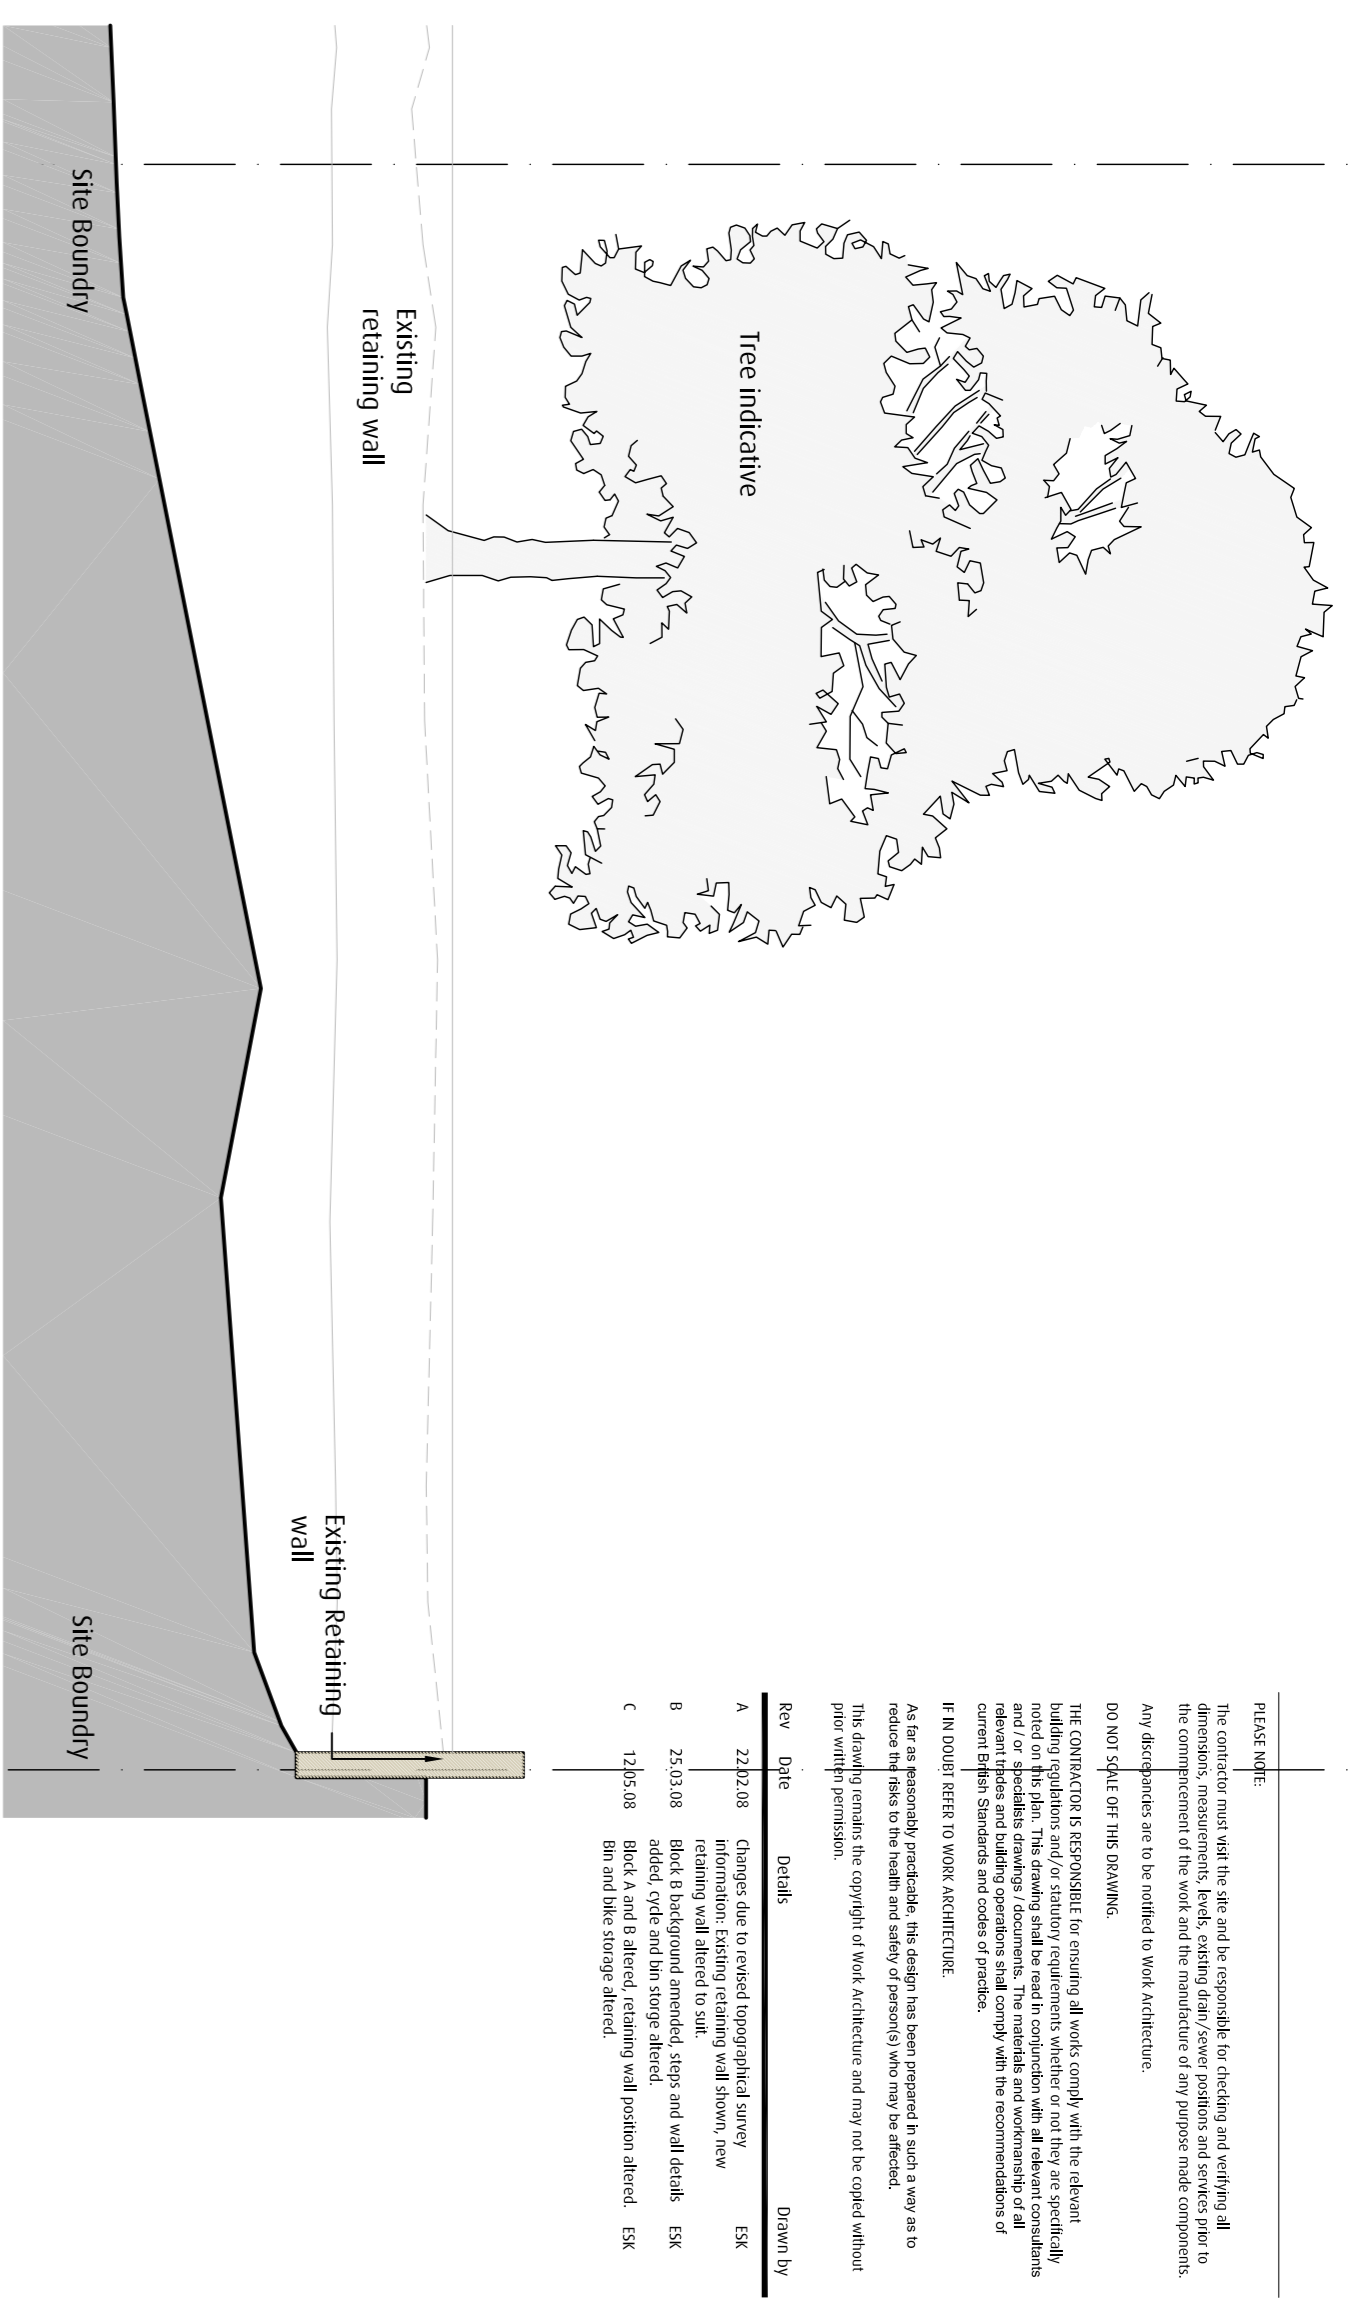 PLEASE NOTE:
The contractor must visit the site and be responsible for checking and verifying all
dimensions, measurements, levels, existing drain/sewer positions and services prior to
the commencement of the work and the manufacture of any purpose made components.
Any discrepancies are to be notified to Work Architecture.
DO NOT SCALE OFF THIS DRAWING.
THE CONTRACTOR IS RESPONSIBLE for ensuring all works comply with the relevant
building regulations and/or statutory requirements whether or not they are specifically
noted on this plan. This drawing shall be read in conjunction with all relevant consultants
and / or specialists drawings / documents. The materials and workmanship of all
relevant trades and building operations shall comply with the recommendations of
current British Standards and codes of practice.
IF IN DOUBT REFER TO WORK ARCHITECTURE.
As far as reasonably practicable, this design has been prepared in such a way as to
reduce the risks to the health and safety of person(s) who may be affected.
This drawing remains the copyright of Work Architecture and may not be copied without
prior written permission.
Rev Date Details Drawn by
A 22.02.08 Changes due to revised topographical survey ESK
information: Existing retaining wall shown, new
retaining wall altered to suit.
B 25.03.08 Block B background amended, steps and wall details ESK
added, cycle and bin storge altered.
C 12.05.08 Block A and B altered, retaining wall position altered. ESK
Bin and bike storage altered.
Tree indicative
Existing
retaining wall
Existing Retaining
wall
Site Boundry
Site Boundry